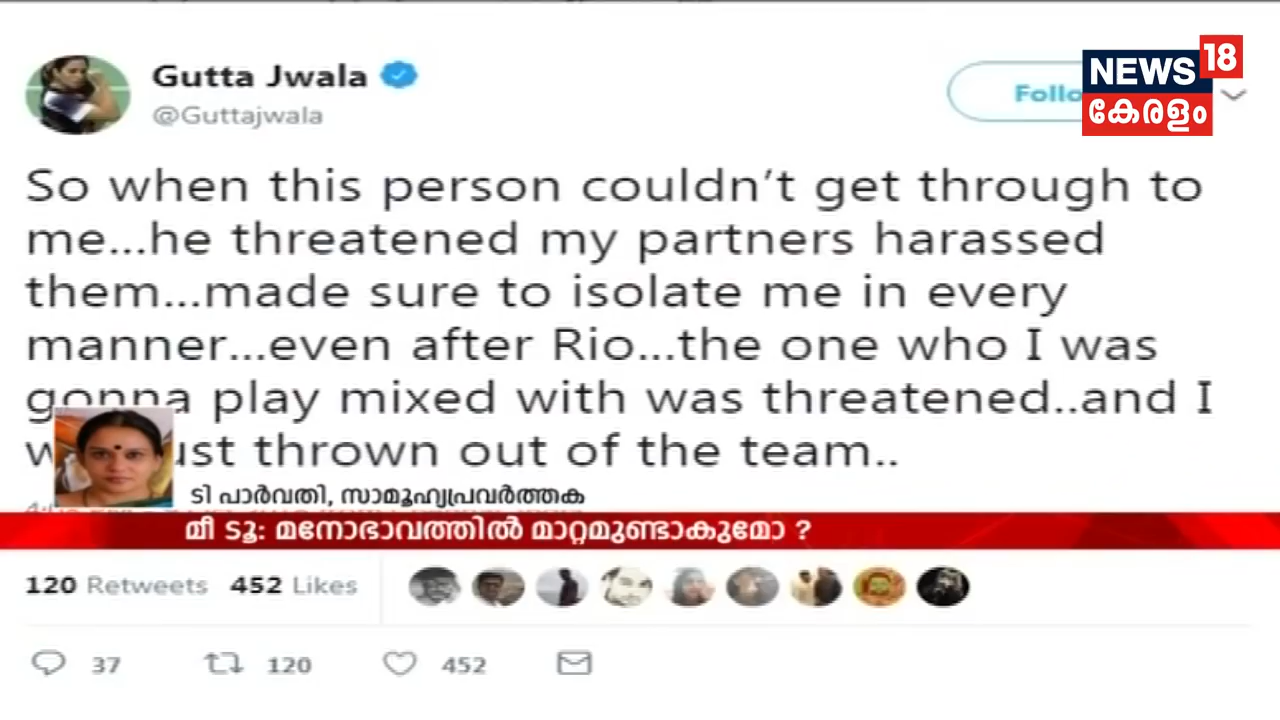 Gutta Jwala
@Guttajwala
Follo
NEWS 18
കേരളം
So when this person couldn't get through to
me...he threatened my partners harassed
them...made sure to isolate me in every
manner...even after Rio...the one who I was
gonna play mixed with was threatened..and I
ust thrown out of the team..
ടി പാർവതി, സാമൂഹ്യപ്രവർത്തക
മീ ടൂ: മനോഭാവത്തിൽ മാറ്റമുണ്ടാകുമോ ?
120 Retweets 452 Likes
37 120 452